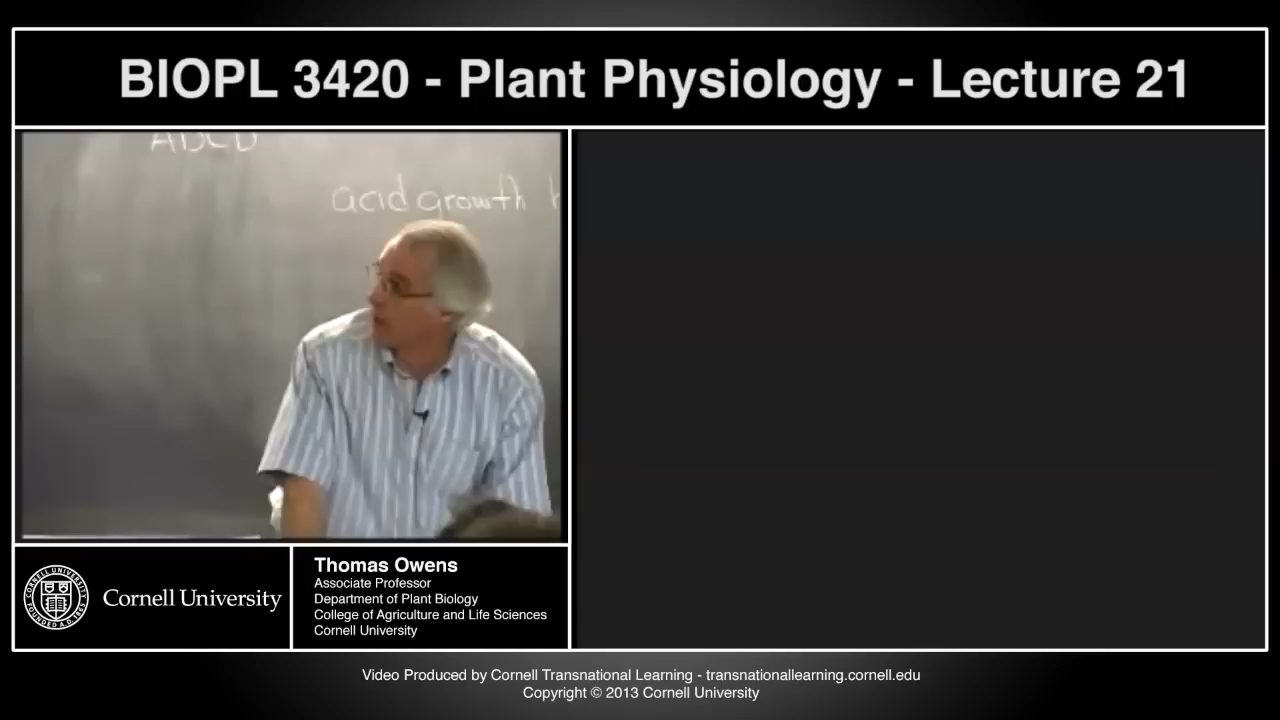 BIOPL 3420 - Plant Physiology - Lecture 21
ABCD
acid growth
Cornell University
Thomas Owens
Associate Professor
Department of Plant Biology
College of Agriculture and Life Sciences
Cornell University
Video Produced by Cornell Transnational Learning - transnationallearning.cornell.edu
Copyright © 2013 Cornell University